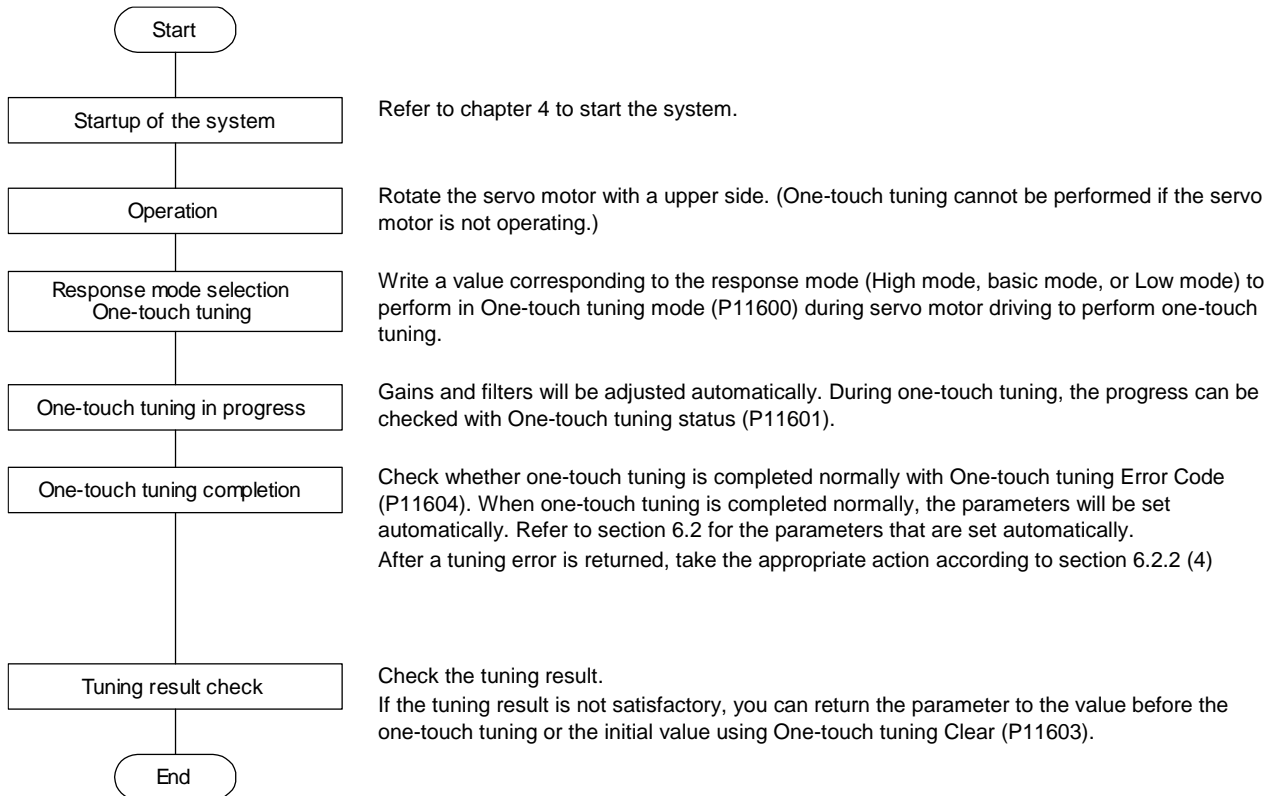 Start
Startup of the system
Refer to chapter 4 to start the system.
Operation
Rotate the servo motor with a upper side. (One-touch tuning cannot be performed if the servo
motor is not operating.)
Response mode selection
One-touch tuning
Write a value corresponding to the response mode (High mode, basic mode, or Low mode) to
perform in One-touch tuning mode (P11600) during servo motor driving to perform one-touch
tuning.
One-touch tuning in progress
Gains and filters will be adjusted automatically. During one-touch tuning, the progress can be
checked with One-touch tuning status (P11601).
One-touch tuning completion
Check whether one-touch tuning is completed normally with One-touch tuning Error Code
(P11604). When one-touch tuning is completed normally, the parameters will be set
automatically. Refer to section 6.2 for the parameters that are set automatically.
After a tuning error is returned, take the appropriate action according to section 6.2.2 (4)
Tuning result check
Check the tuning result.
If the tuning result is not satisfactory, you can return the parameter to the value before the
one-touch tuning or the initial value using One-touch tuning Clear (P11603).
End